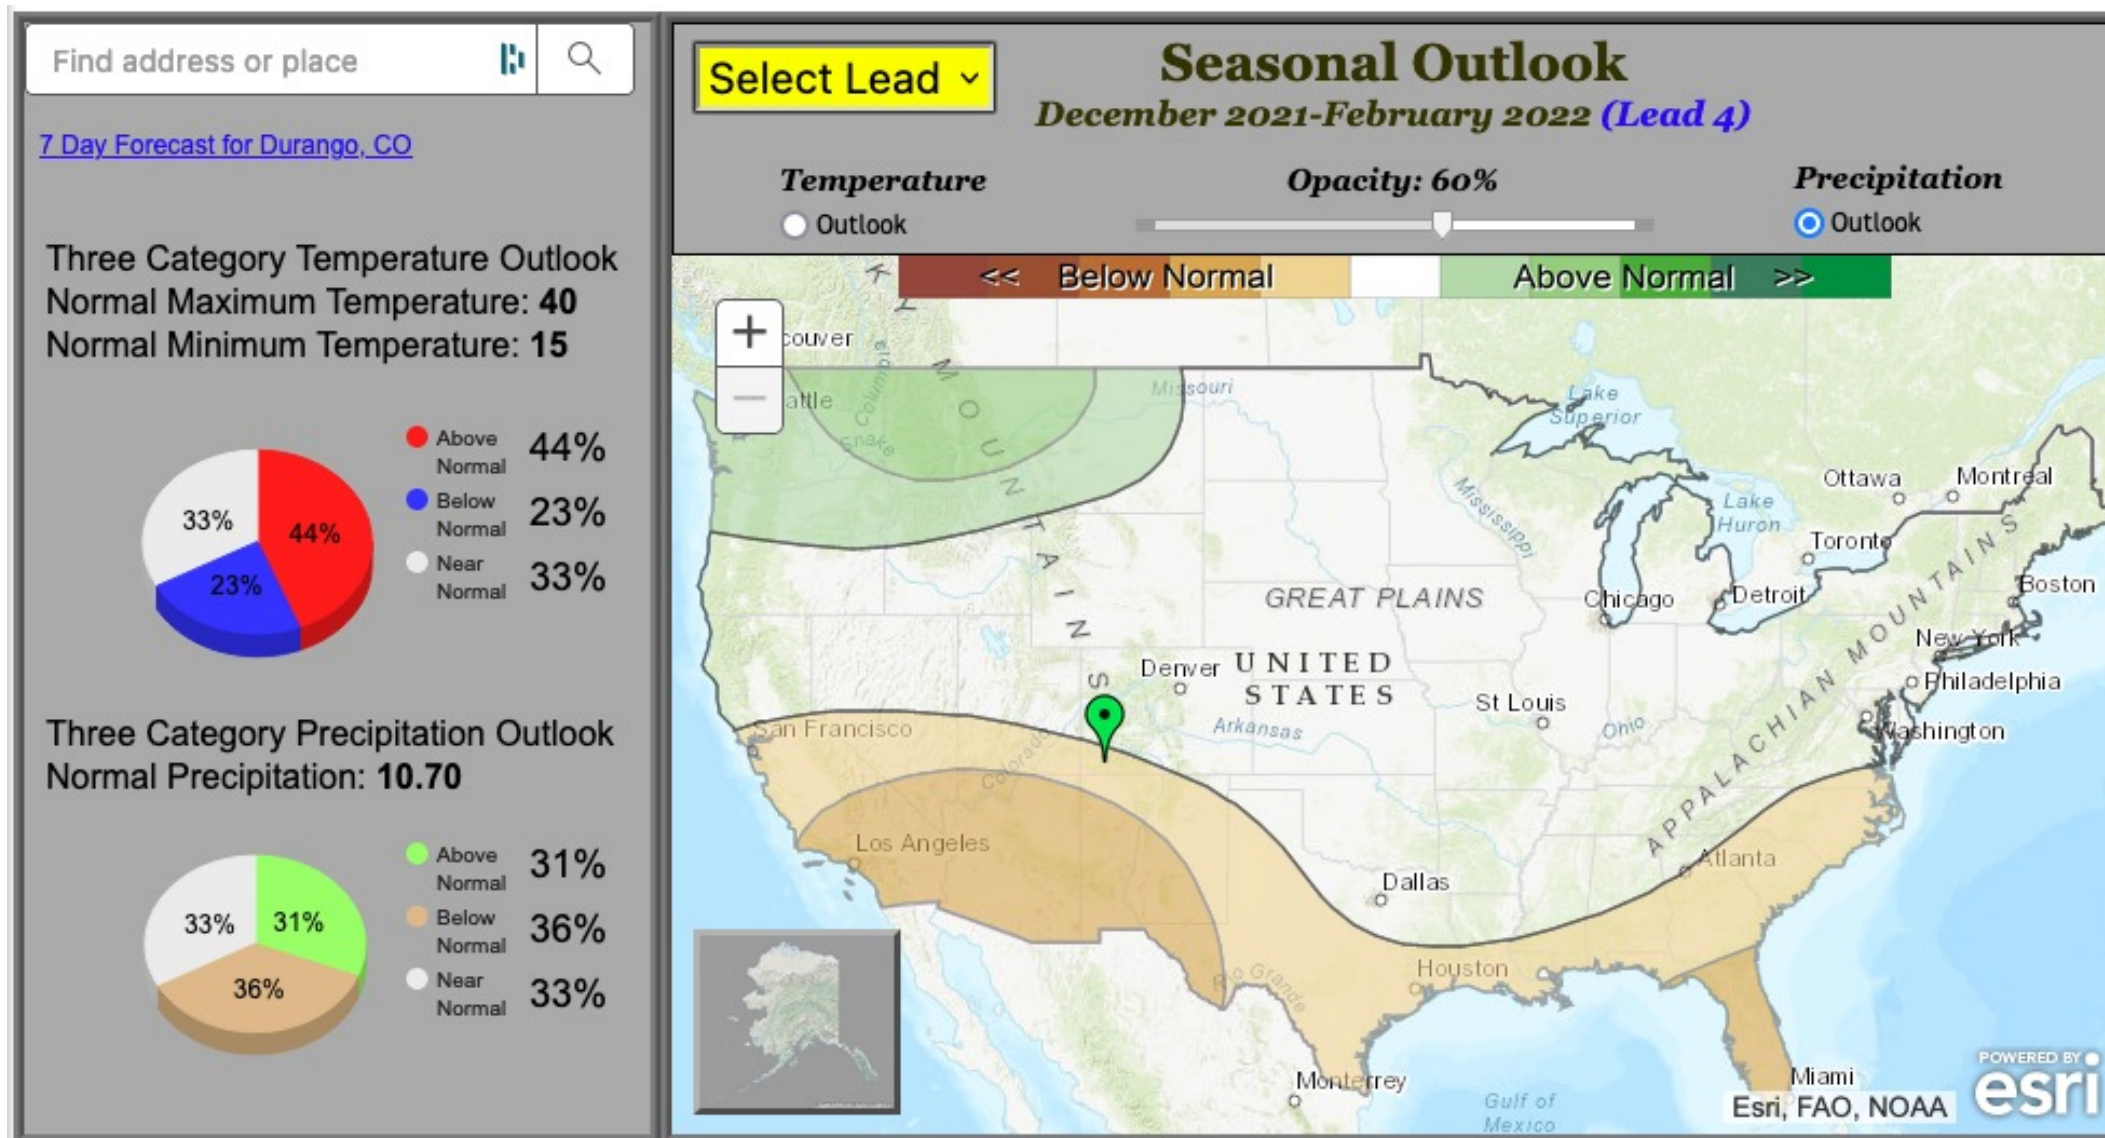 Find address or place
7 Day Forecast for Durango, CO
Three Category Temperature Outlook
Normal Maximum Temperature: 40
Normal Minimum Temperature: 15
33%
44%
23%
Above
Normal
44%
Below
Normal
23%
Near
Normal
33%
Three Category Precipitation Outlook
Normal Precipitation: 10.70
33%
31%
36%
Above
Normal
31%
Below
Normal
36%
Near
Normal
33%
Select Lead
Seasonal Outlook
December 2021-February 2022 (Lead 4)
Temperature
Outlook
Opacity: 60%
Precipitation
Outlook
<< Below Normal
Above Normal >>
+
−
couver
attle
Columbia
Snake
K Y
M O U N T A I N S
Missouri
Lake
Superior
Mississippi
Ottawa
Montreal
Lake
Huron
Toronto
Boston
GREAT PLAINS
Chicago
Detroit
New York
Philadelphia
Denver
UNITED
STATES
St Louis
Ohio
Washington
APPALACHIAN MOUNTAINS
San Francisco
Colorado
Arkansas
Los Angeles
Atlanta
Dallas
Rio Grande
Houston
Monterrey
Gulf of
Mexico
Miami
Esri, FAO, NOAA
POWERED BY
esri